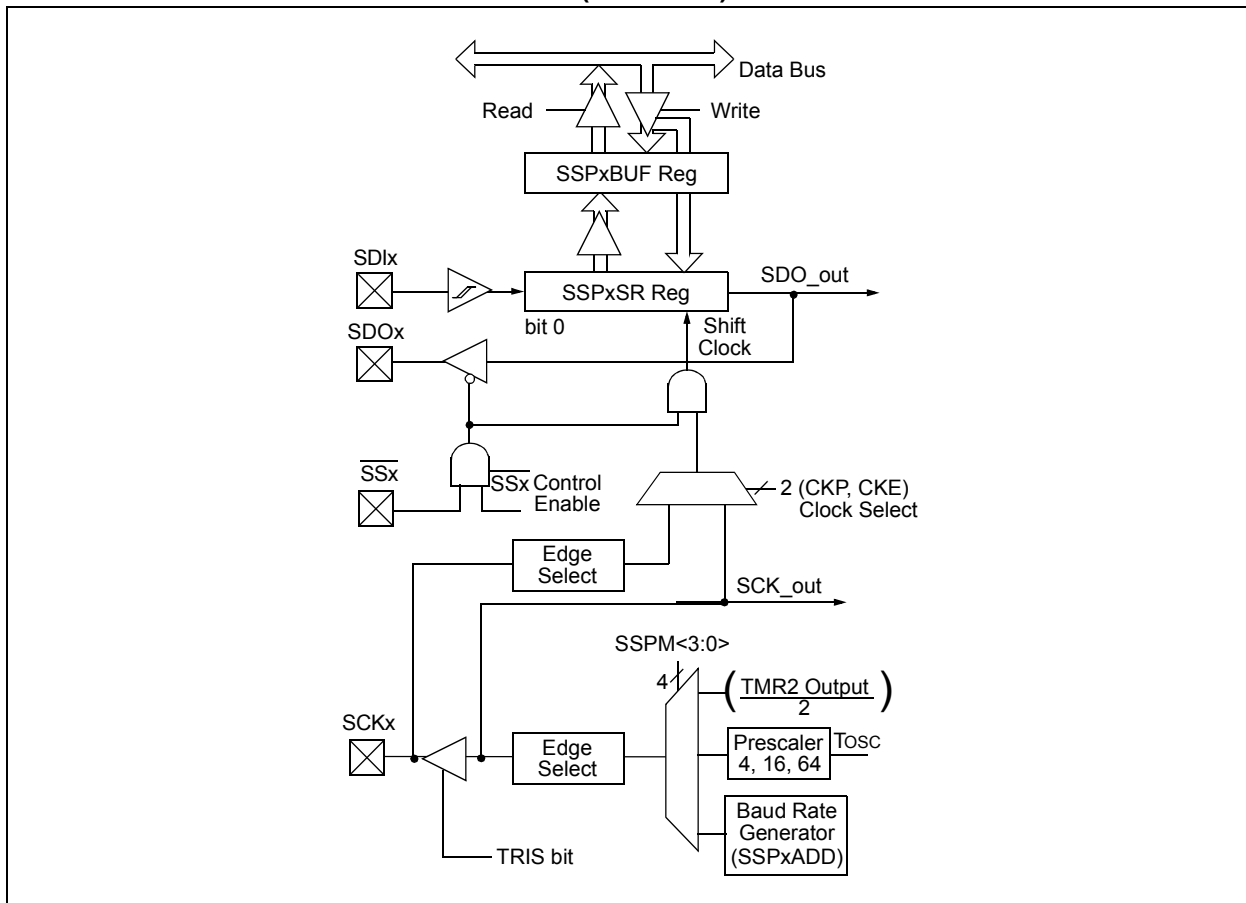 Data Bus
Read
Write
SSPxBUF Reg
SDIx
SDO_out
SSPxSR Reg
bit 0
Shift
Clock
SDOx
SSx
SSx Control
Enable
2 (CKP, CKE)
Clock Select
Edge
Select
SCK_out
SSPM<3:0>
4
(TMR2 Output)
2
SCKx
Edge
Select
Prescaler
4, 16, 64
TOSC
Baud Rate
Generator
(SSPxADD)
TRIS bit